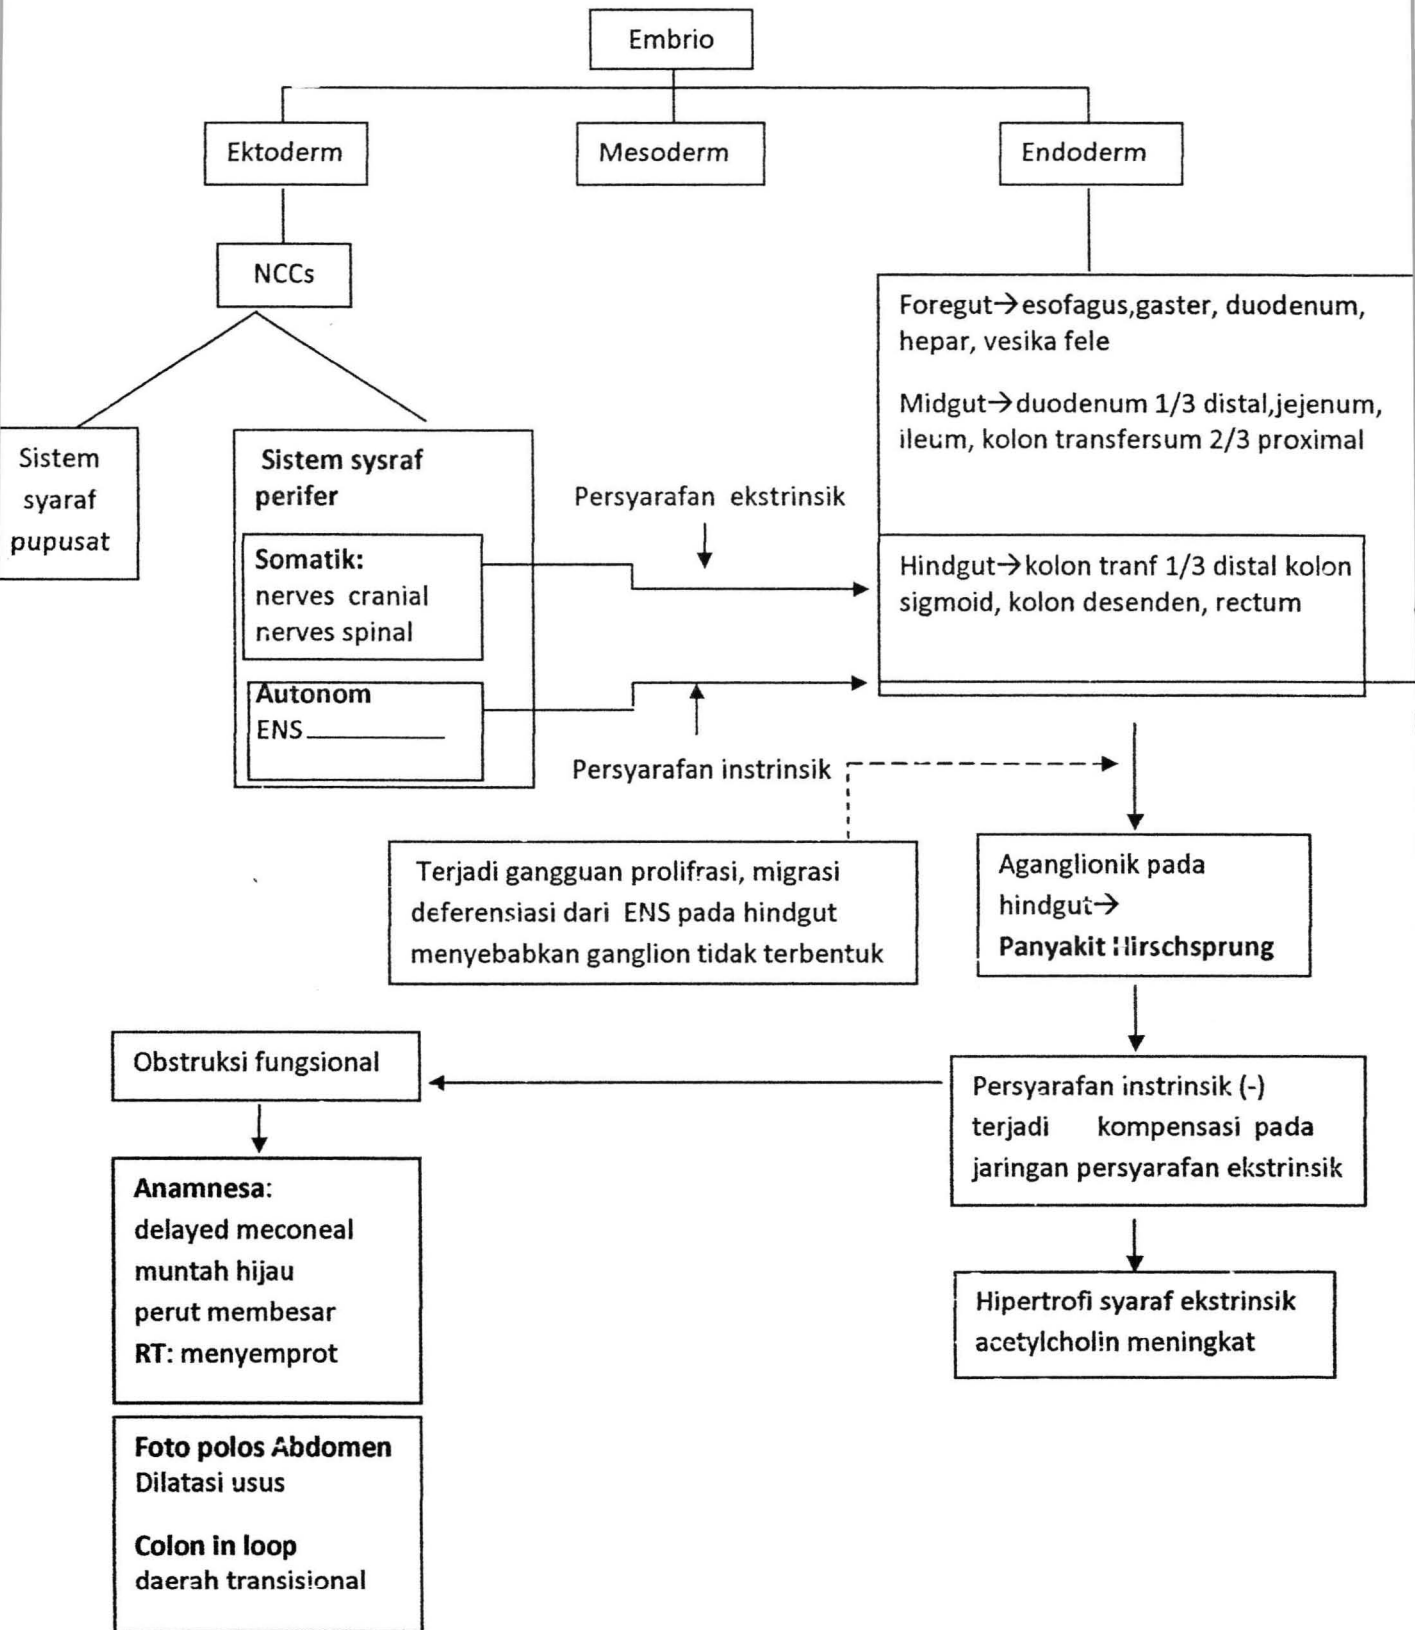 Embrio
Ektoderm
Mesoderm
Endoderm
NCCs
Foregut→esofagus,gaster, duodenum,
hepar, vesika fele
Midgut→duodenum 1/3 distal,jejenum,
ileum, kolon transfersum 2/3 proximal
Sistem
syaraf
pupusat
Sistem sysraf
perifer
Persyarafan ekstrinsik
Somatik:
nerves cranial
nerves spinal
Hindgut→kolon tranf 1/3 distal kolon
sigmoid, kolon desenden, rectum
Autonom
ENS__________
Persyarafan instrinsik
Terjadi gangguan prolifrasi, migrasi
deferensiasi dari ENS pada hindgut
menyebabkan ganglion tidak terbentuk
Aganglionik pada
hindgut→
Panyakit Hirschsprung
Obstruksi fungsional
Persyarafan instrinsik (-)
terjadi kompensasi pada
jaringan persyarafan ekstrinsik
Anamnesa:
delayed meconeal
muntah hijau
perut membesar
RT: menyemprot
Hipertrofi syaraf ekstrinsik
acetylcholin meningkat
Foto polos Abdomen
Dilatasi usus
Colon in loop
daerah transisional